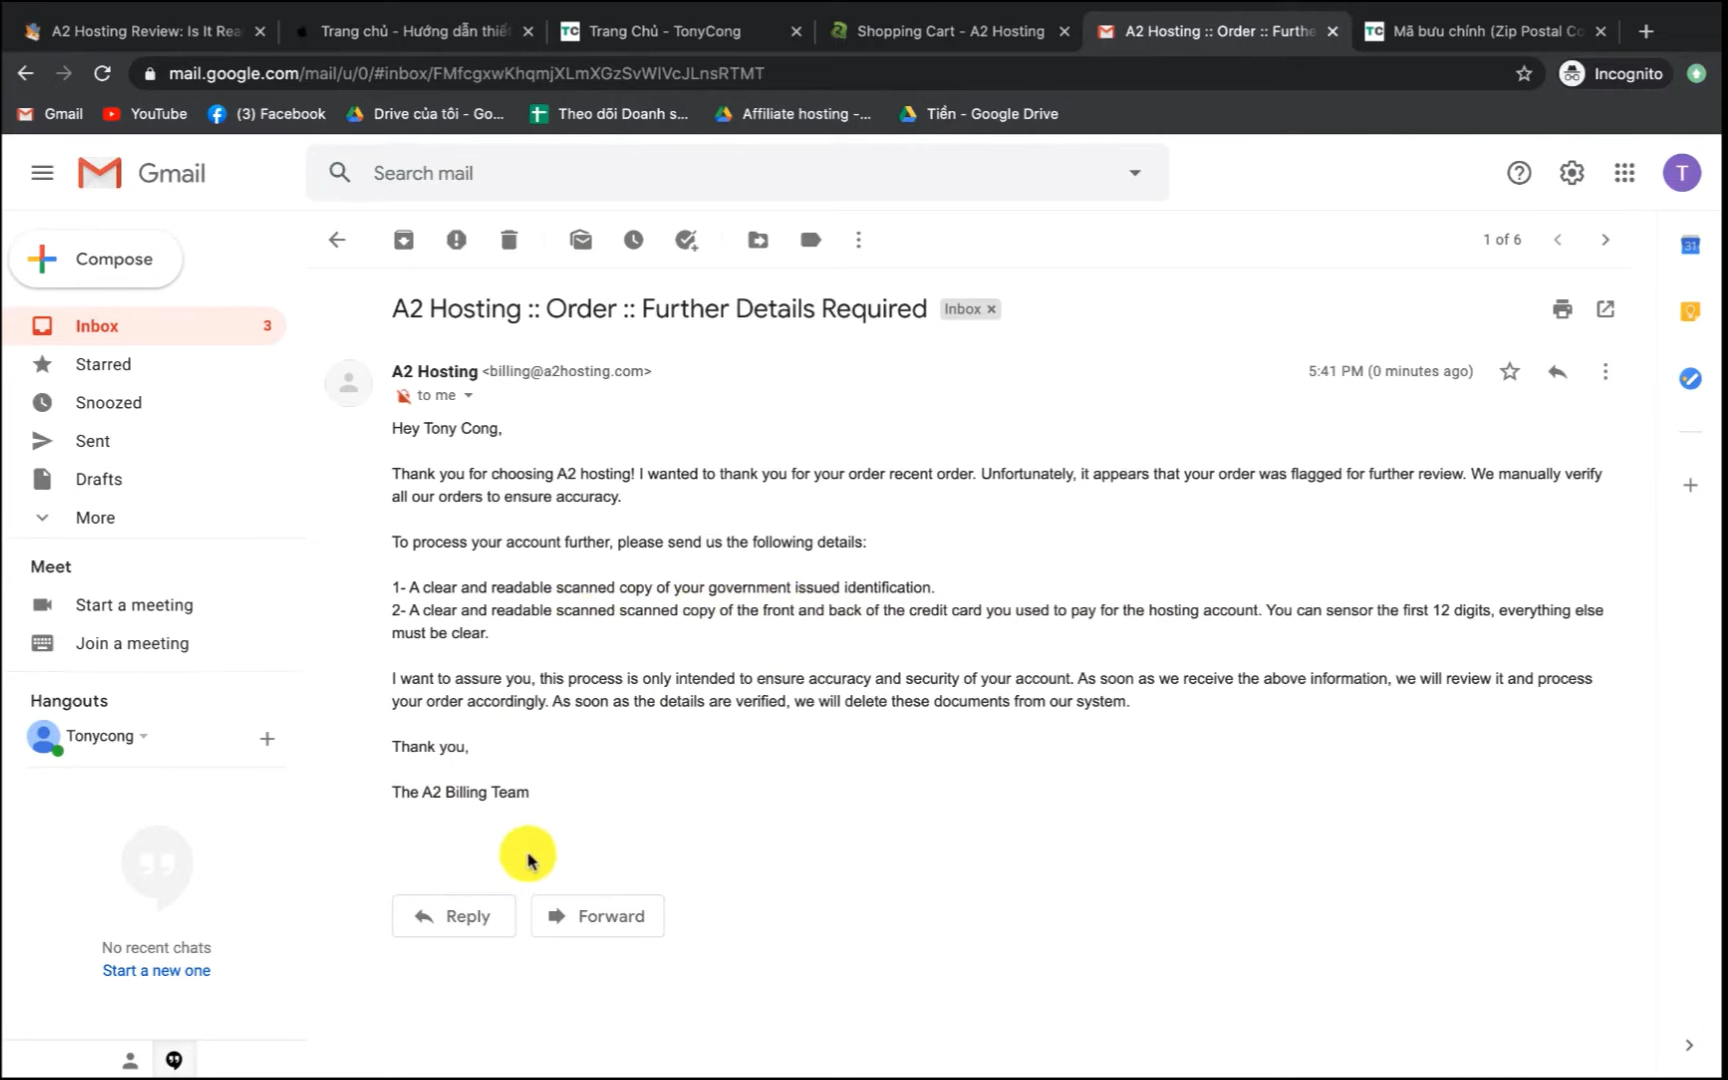 A2 Hosting Review: Is It Rea
Trang chủ - Hướng dẫn thiế
TC Trang Chủ - TonyCong
Shopping Cart - A2 Hosting
A2 Hosting :: Order :: Furthe
TC Mã bưu chính (Zip Postal Co
mail.google.com/mail/u/0/#inbox/FMfcgxwKhqmjXLmXGzSvWlVcJLnsRTMT
Incognito
Gmail
YouTube
(3) Facebook
Drive của tôi - Go...
Theo dõi Doanh s...
Affiliate hosting -...
Tiền - Google Drive
Gmail
Search mail
T
Compose
1 of 6
31
Inbox 3
Starred
Snoozed
Sent
Drafts
More
Meet
Start a meeting
Join a meeting
Hangouts
Tonycong
No recent chats
Start a new one
A2 Hosting :: Order :: Further Details Required
Inbox
A2 Hosting <billing@a2hosting.com>
5:41 PM (0 minutes ago)
to me
Hey Tony Cong,
Thank you for choosing A2 hosting! I wanted to thank you for your order recent order. Unfortunately, it appears that your order was flagged for further review. We manually verify
all our orders to ensure accuracy.
To process your account further, please send us the following details:
1- A clear and readable scanned copy of your government issued identification.
2- A clear and readable scanned scanned copy of the front and back of the credit card you used to pay for the hosting account. You can sensor the first 12 digits, everything else
must be clear.
I want to assure you, this process is only intended to ensure accuracy and security of your account. As soon as we receive the above information, we will review it and process
your order accordingly. As soon as the details are verified, we will delete these documents from our system.
Thank you,
The A2 Billing Team
Reply
Forward